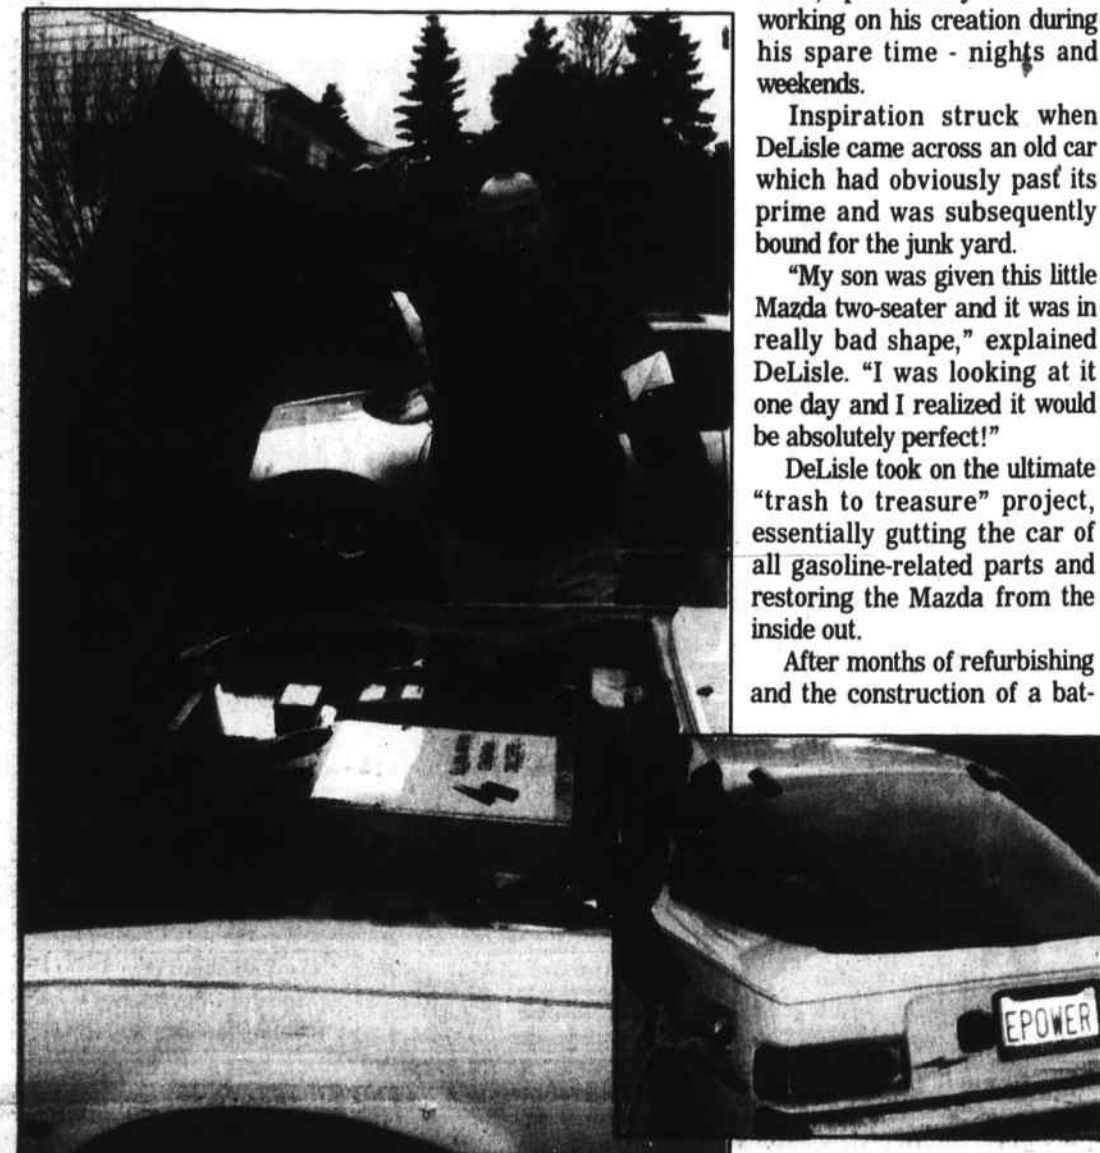 working on his creation during
his spare time - nights and
weekends.
Inspiration struck when
DeLisle came across an old car
which had obviously past its
prime and was subsequently
bound for the junk yard.
“My son was given this little
Mazda two-seater and it was in
really bad shape,” explained
DeLisle. “I was looking at it
one day and I realized it would
be absolutely perfect!”
DeLisle took on the ultimate
“trash to treasure” project,
essentially gutting the car of
all gasoline-related parts and
restoring the Mazda from the
inside out.
After months of refurbishing
and the construction of a bat-
EPOWER